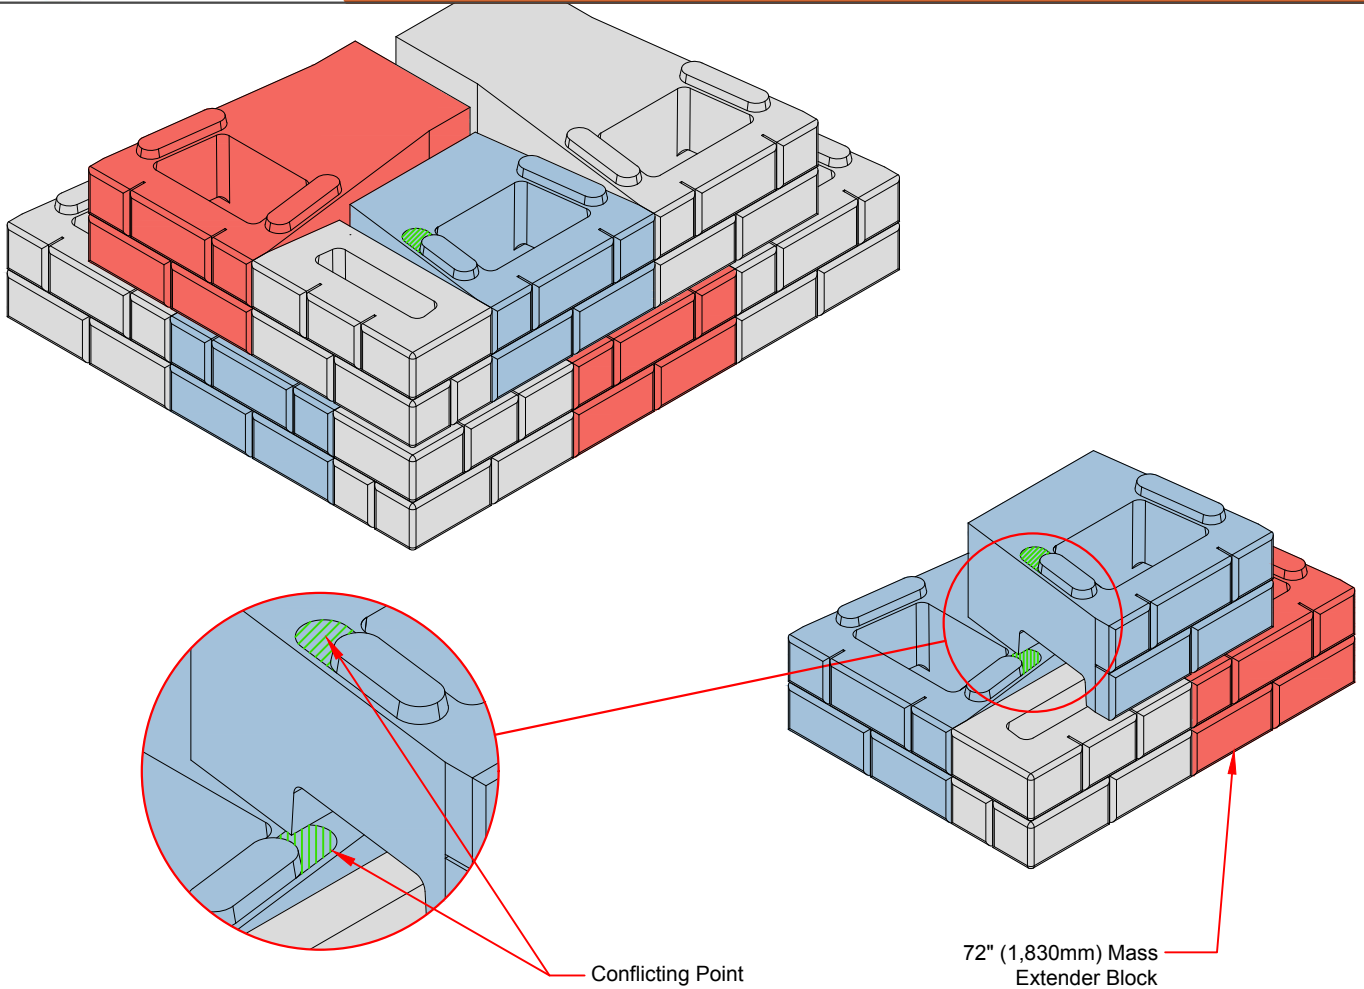 72" (1,830mm) Mass
Extender Block
Conflicting Point